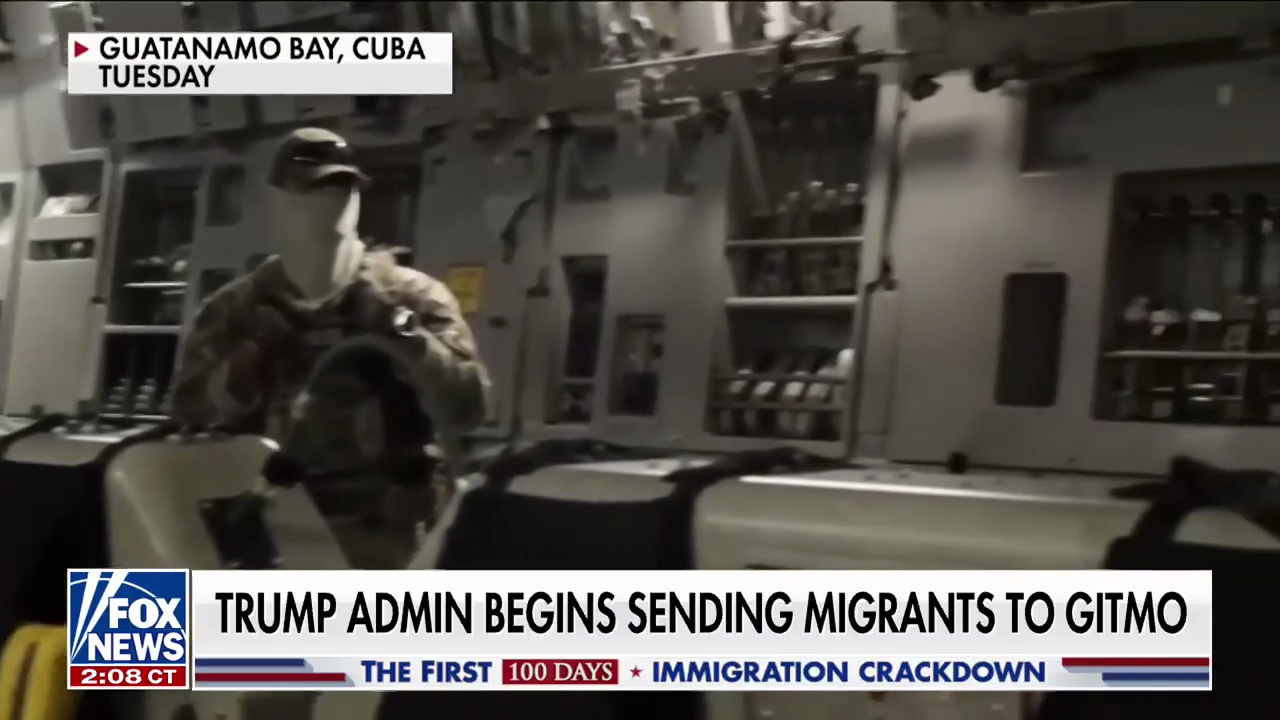 GUATANAMO BAY, CUBA
TUESDAY
FOX
NEWS
2:08 CT
TRUMP ADMIN BEGINS SENDING MIGRANTS TO GITMO
THE FIRST 100 DAYS IMMIGRATION CRACKDOWN